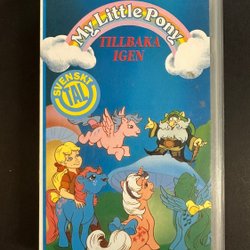 My Little Pony
TILLBAKA
IGEN
SVENSKT
TAL